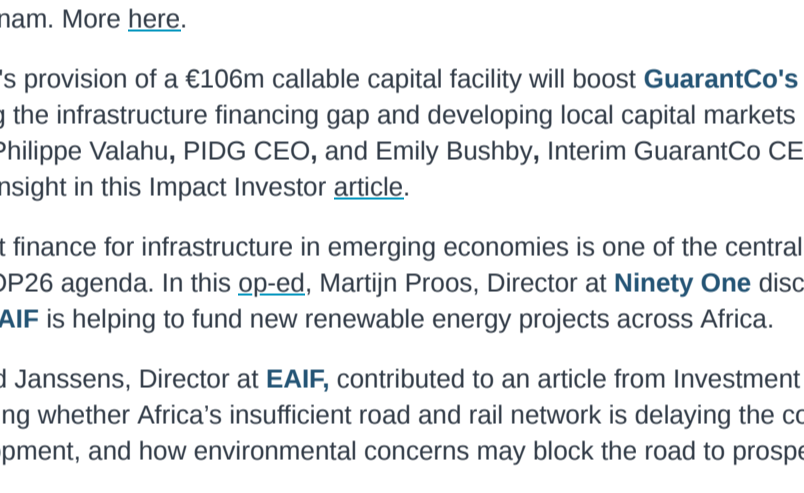 nam. More here.
's provision of a €106m callable capital facility will boost GuarantCo's
the infrastructure financing gap and developing local capital markets
Philippe Valahu, PIDG CEO, and Emily Bushby, Interim GuarantCo CE
nsight in this Impact Investor article.
t finance for infrastructure in emerging economies is one of the central
OP26 agenda. In this op-ed, Martijn Proos, Director at Ninety One disc
AIF is helping to fund new renewable energy projects across Africa.
d Janssens, Director at EAIF, contributed to an article from Investment
ing whether Africa’s insufficient road and rail network is delaying the co
pment, and how environmental concerns may block the road to prospe